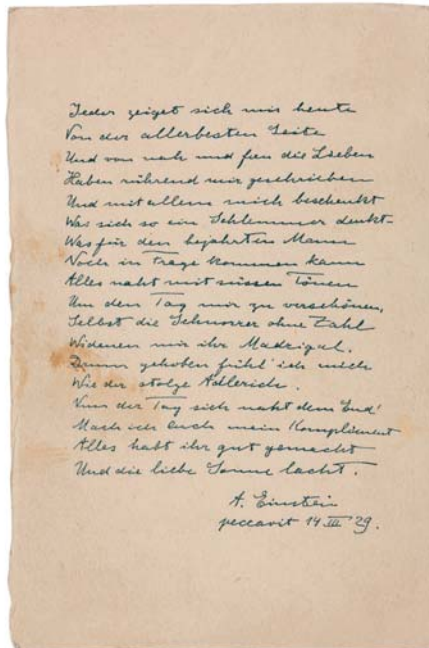 Jeder zeiget sich mir heute
Von der allerbesten Seite
Und von nah und fern die Lieben
Haben rührend mir geschrieben
Und mit allem mich beschenkt
Was sich so ein Schlemmer denkt
Was für den bejahrten Mann
Noch in Frage kommen kann
Alles naht mit süssen Tönen
Um den Tag mir zu verschönen,
Selbst die Schnorrer ohne Zahl
Widmen mir ihr Madrigal.
Drum gehoben fühl' ich mich
Wie der stolze Adlerich.
Nun der Tag sich naht dem End'
Mach ich euch mein Kompliment
Alles habt ihr gut gemacht
Und die liebe Sonne lacht.
A. Einstein
peccavit 14 III 29.